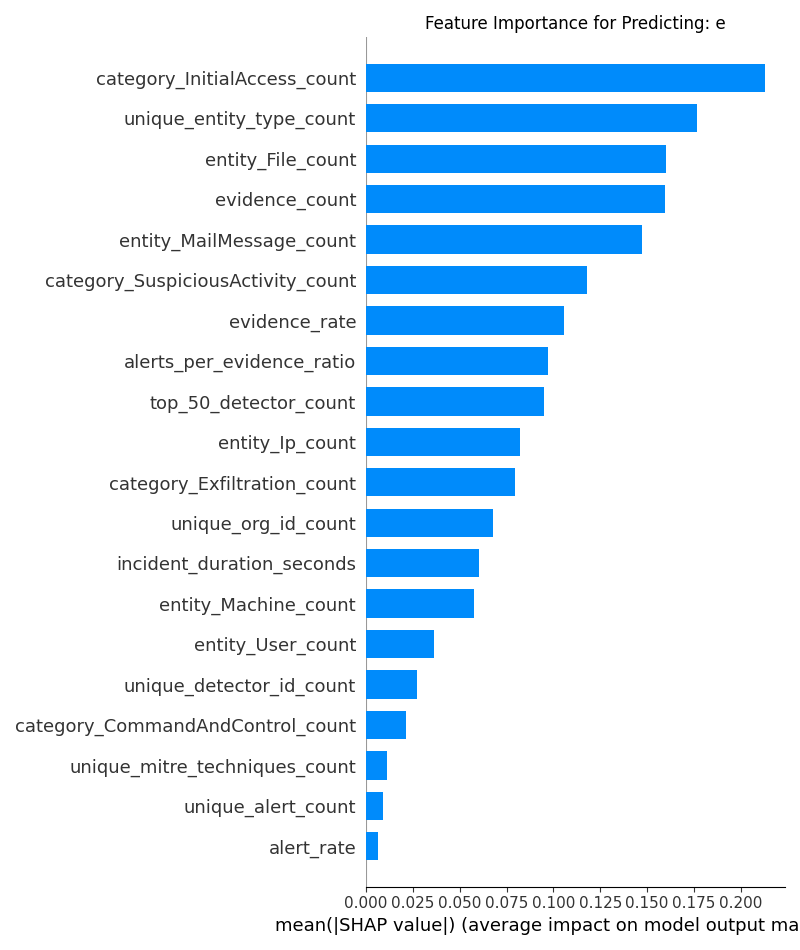 Feature Importance for Predicting: e
category_InitialAccess_count
unique_entity_type_count
entity_File_count
evidence_count
entity_MailMessage_count
category_SuspiciousActivity_count
evidence_rate
alerts_per_evidence_ratio
top_50_detector_count
entity_Ip_count
category_Exfiltration_count
unique_org_id_count
incident_duration_seconds
entity_Machine_count
entity_User_count
unique_detector_id_count
category_CommandAndControl_count
unique_mitre_techniques_count
unique_alert_count
alert_rate
0.000 0.025 0.050 0.075 0.100 0.125 0.150 0.175 0.200
mean(|SHAP value|) (average impact on model output ma